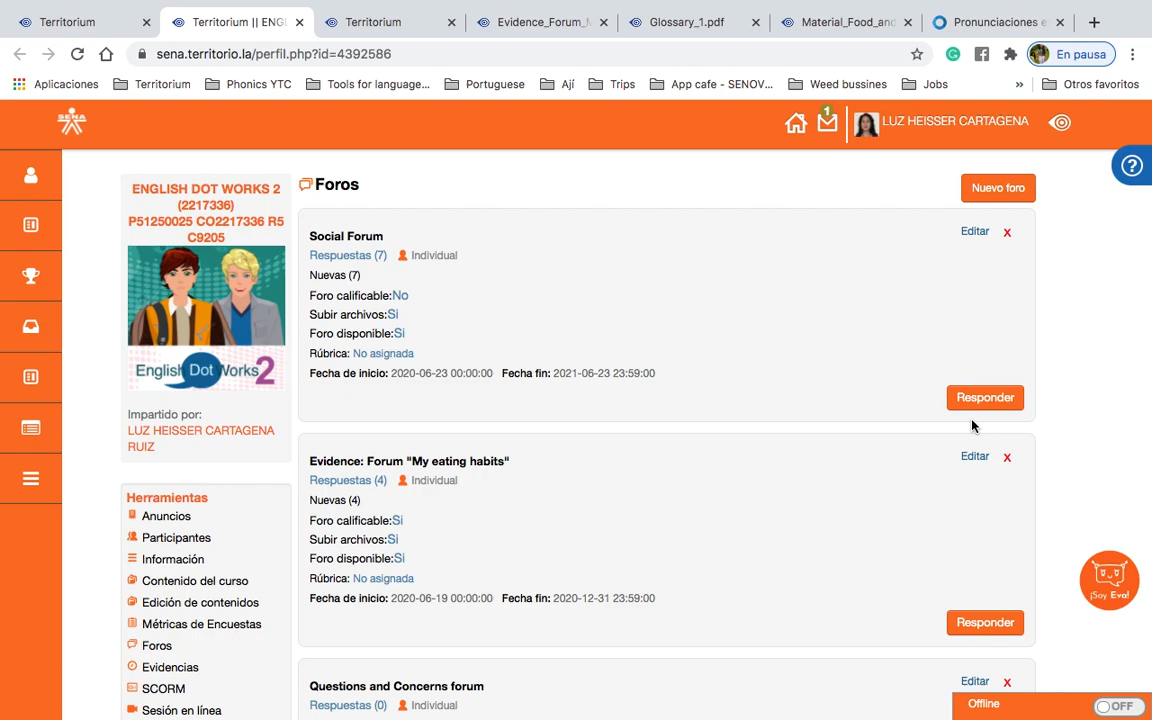 Territorium
Territorium || ENGL
Territorium
Evidence_Forum_M
Glossary_1.pdf
Material_Food_and
Pronunciaciones e
sena.territorio.la/perfil.php?id=4392586
En pausa
Aplicaciones
Territorium
Phonics YTC
Tools for language...
Portuguese
Ají
Trips
App cafe - SENOV...
Weed bussines
Jobs
»
Otros favoritos
SENA
1
LUZ HEISSER CARTAGENA
ENGLISH DOT WORKS 2
(2217336)
P51250025 CO2217336 R5
C9205
English Dot Works 2
Impartido por:
LUZ HEISSER CARTAGENA
RUIZ
Herramientas
Anuncios
Participantes
Información
Contenido del curso
Edición de contenidos
Métricas de Encuestas
Foros
Evidencias
SCORM
Sesión en línea
Foros
Nuevo foro
Social Forum
Editar x
Respuestas (7) Individual
Nuevas (7)
Foro calificable:No
Subir archivos:Si
Foro disponible:Si
Rúbrica: No asignada
Fecha de inicio: 2020-06-23 00:00:00 Fecha fin: 2021-06-23 23:59:00
Responder
Evidence: Forum "My eating habits"
Editar x
Respuestas (4) Individual
Nuevas (4)
Foro calificable:Si
Subir archivos:Si
Foro disponible:Si
Rúbrica: No asignada
Fecha de inicio: 2020-06-19 00:00:00 Fecha fin: 2020-12-31 23:59:00
Responder
Questions and Concerns forum
Editar x
Respuestas (0) Individual
?
¡Soy Eva!
Offline
OFF